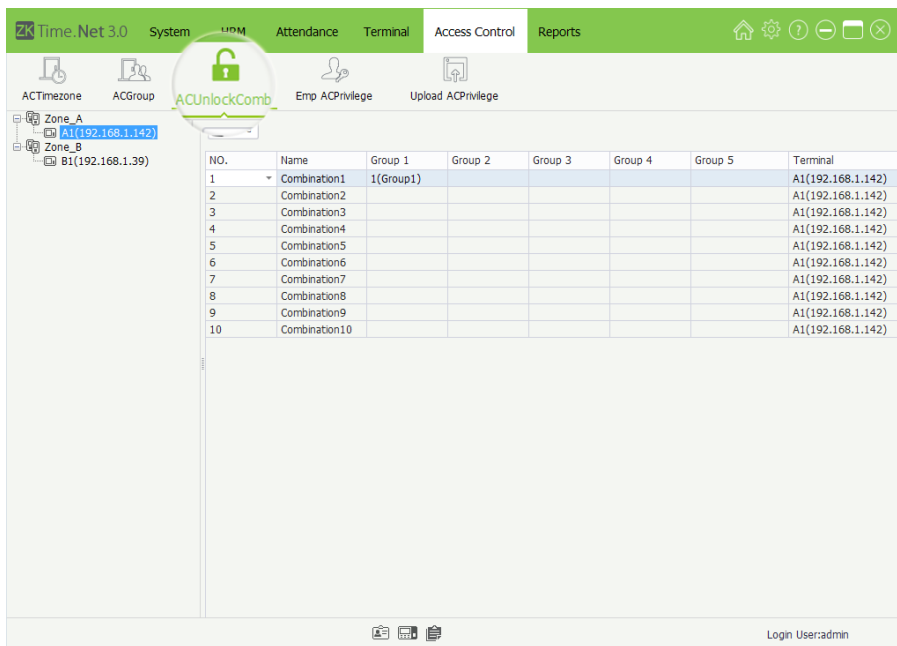 ZK Time.Net 3.0 System HRM Attendance Terminal Access Control Reports
ACTimezone ACGroup ACUnlockComb Emp ACPrivilege Upload ACPrivilege
Zone_A
A1(192.168.1.142)
Zone_B
B1(192.168.1.39)
NO. Name Group 1 Group 2 Group 3 Group 4 Group 5 Terminal
1 Combination1 1(Group1) A1(192.168.1.142)
2 Combination2 A1(192.168.1.142)
3 Combination3 A1(192.168.1.142)
4 Combination4 A1(192.168.1.142)
5 Combination5 A1(192.168.1.142)
6 Combination6 A1(192.168.1.142)
7 Combination7 A1(192.168.1.142)
8 Combination8 A1(192.168.1.142)
9 Combination9 A1(192.168.1.142)
10 Combination10 A1(192.168.1.142)
Login User:admin